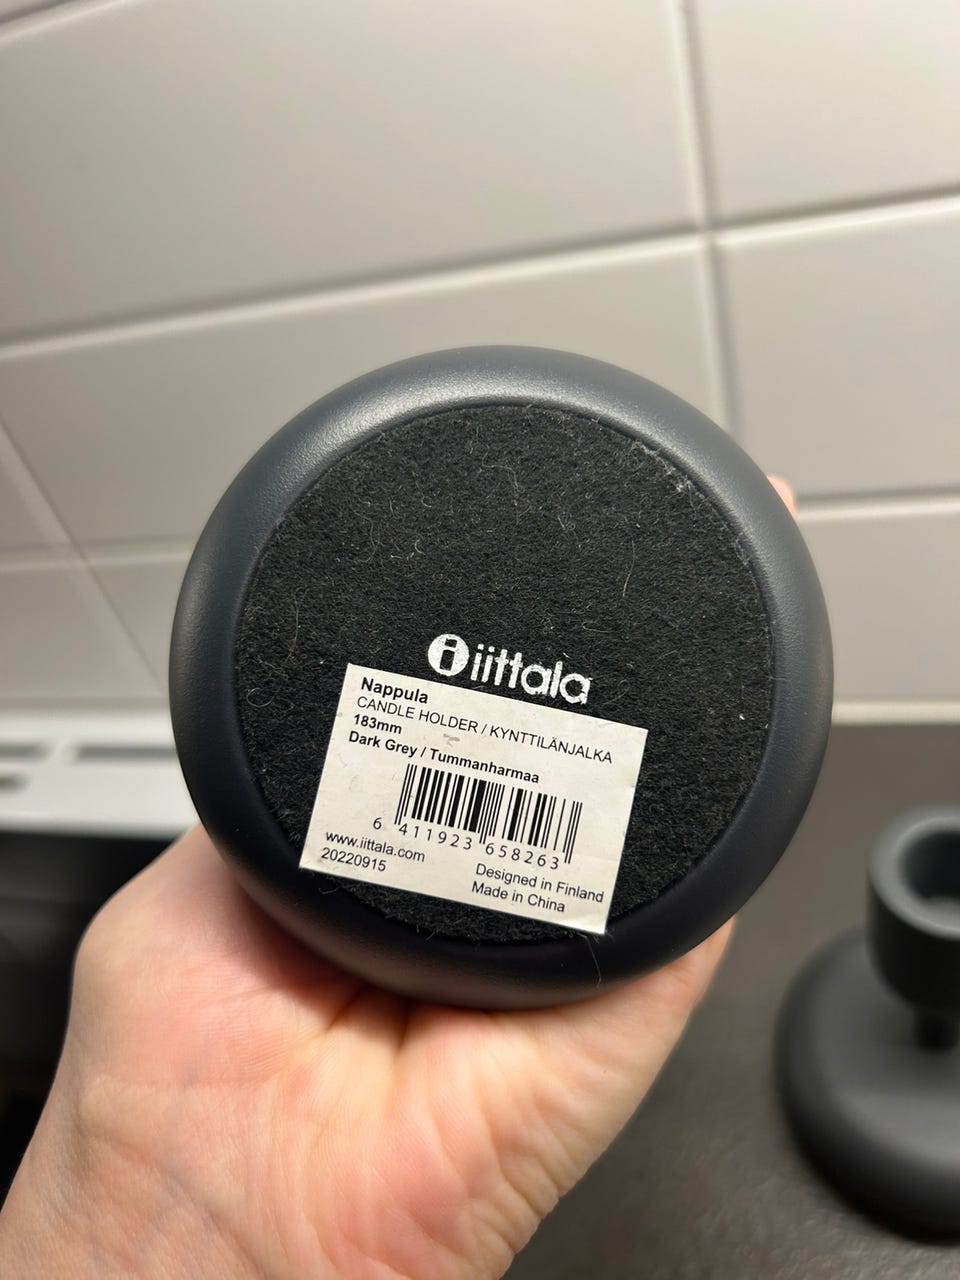 iittala
Nappula
CANDLE HOLDER / KYNTTILÄNJALKA
183mm
Dark Grey / Tummanharmaa
6 411923 658263
www.iittala.com
20220915
Designed in Finland
Made in China